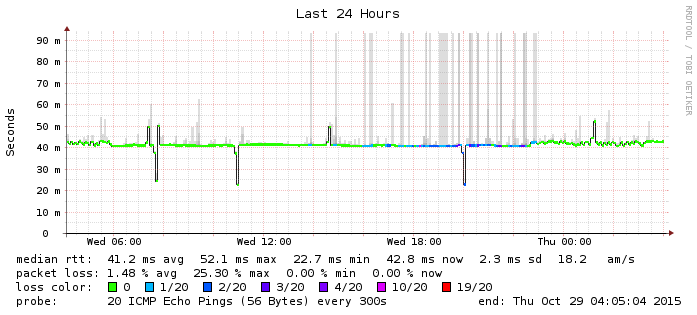 Last 24 Hours
RRDTOOL / TOBI OETIKER
Seconds
90 m
80 m
70 m
60 m
50 m
40 m
30 m
20 m
10 m
0
Wed 06:00 Wed 12:00 Wed 18:00 Thu 00:00
median rtt: 41.2 ms avg 52.1 ms max 22.7 ms min 42.8 ms now 2.3 ms sd 18.2 am/s
packet loss: 1.48 % avg 25.30 % max 0.00 % min 0.00 % now
loss color: 0 1/20 2/20 3/20 4/20 10/20 19/20
probe: 20 ICMP Echo Pings (56 Bytes) every 300s end: Thu Oct 29 04:05:04 2015